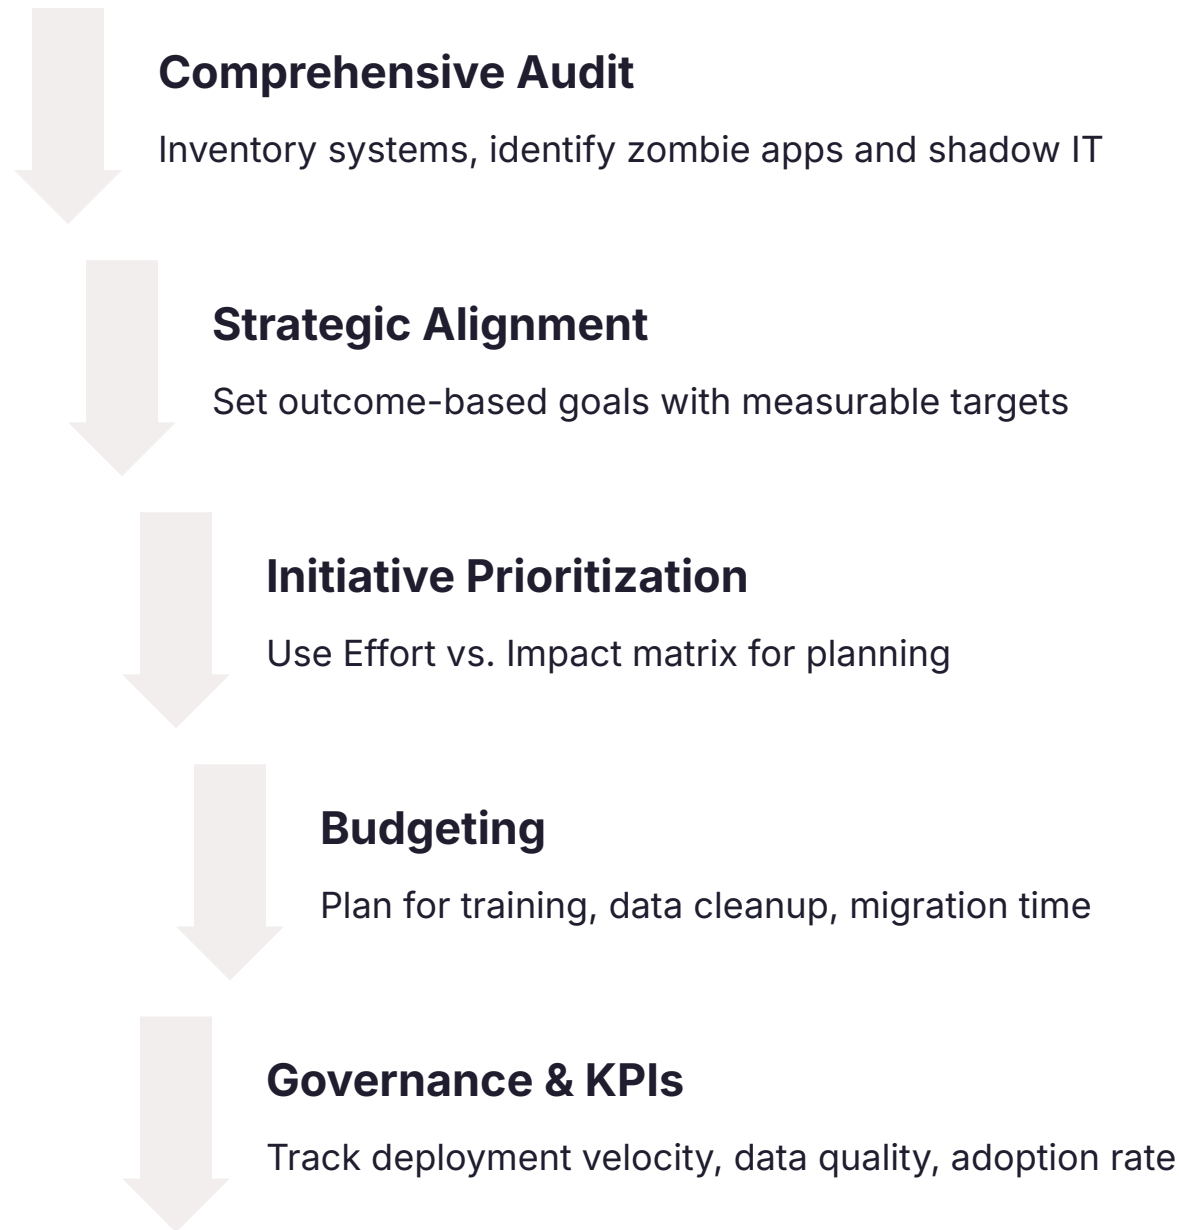 Comprehensive Audit
Inventory systems, identify zombie apps and shadow IT
Strategic Alignment
Set outcome-based goals with measurable targets
Initiative Prioritization
Use Effort vs. Impact matrix for planning
Budgeting
Plan for training, data cleanup, migration time
Governance & KPIs
Track deployment velocity, data quality, adoption rate